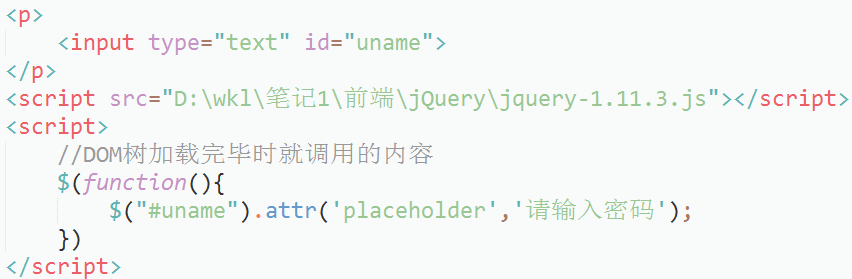 <p>
    <input type="text" id="uname">
</p>
<script src="D:\wkl\笔记1\前端\jQuery\jquery-1.11.3.js"></script>
<script>
    //DOM树加载完毕时就调用的内容
    $(function(){
        $("#uname").attr('placeholder','请输入密码');
    })
</script>